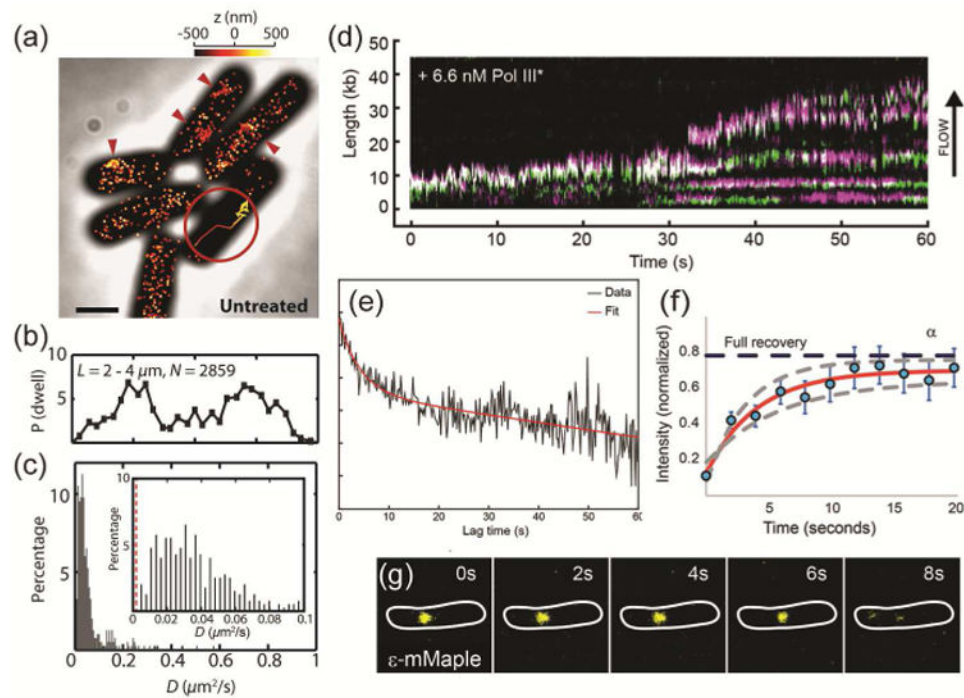 (a)
z (nm)
-500 0 500
Untreated
(b)
P (dwell)
10
5
L = 2 - 4 μm, N = 2859
(c)
Percentage
10
5
0 0.2 0.4 0.6 0.8 1
D (μm²/s)
Percentage
10
5
0 0.02 0.04 0.06 0.08 0.1
D (μm²/s)
(d)
Length (kb)
50
40
30
20
10
0
+ 6.6 nM Pol III*
FLOW
0 10 20 30 40 50 60
Time (s)
(e)
Data
Fit
0 10 20 30 40 50 60
Lag time (s)
(f)
α
Full recovery
Intensity (normalized)
0.8
0.6
0.4
0.2
5 10 15 20
Time (seconds)
(g)
0s 2s 4s 6s 8s
ε-mMaple